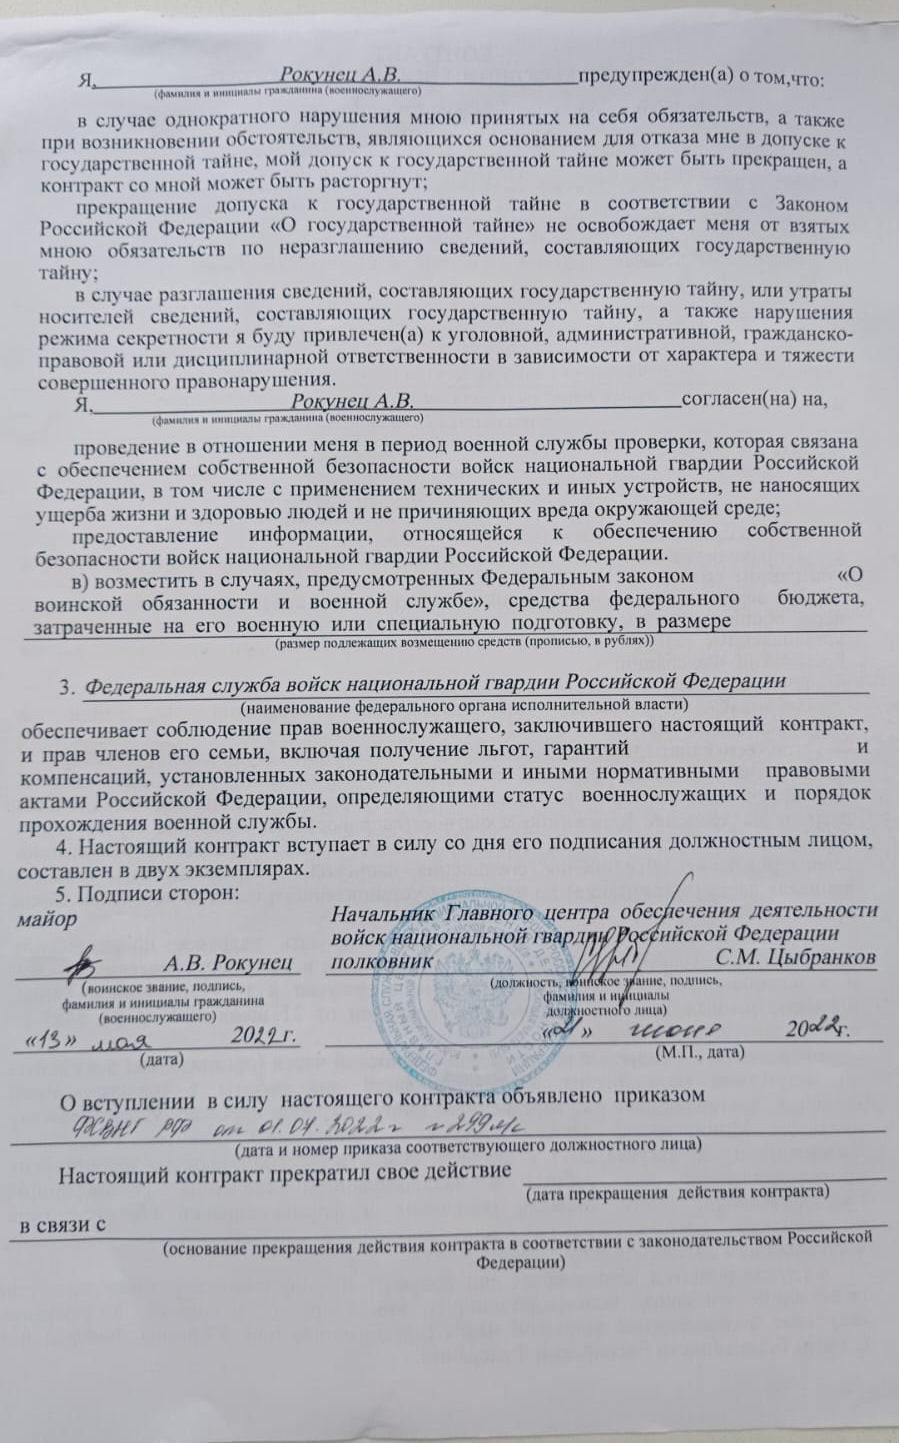 Я, Рокунец А.В. предупрежден(а) о том,что:
(фамилия и инициалы гражданина (военнослужащего)
в случае однократного нарушения мною принятых на себя обязательств, а также
при возникновении обстоятельств, являющихся основанием для отказа мне в допуске к
государственной тайне, мой допуск к государственной тайне может быть прекращен, а
контракт со мной может быть расторгнут;
прекращение допуска к государственной тайне в соответствии с Законом
Российской Федерации «О государственной тайне» не освобождает меня от взятых
мною обязательств по неразглашению сведений, составляющих государственную
тайну;
в случае разглашения сведений, составляющих государственную тайну, или утраты
носителей сведений, составляющих государственную тайну, а также нарушения
режима секретности я буду привлечен(а) к уголовной, административной, гражданско-
правовой или дисциплинарной ответственности в зависимости от характера и тяжести
совершенного правонарушения.
Я, Рокунец А.В. согласен(на) на,
(фамилия и инициалы гражданина (военнослужащего)
проведение в отношении меня в период военной службы проверки, которая связана
с обеспечением собственной безопасности войск национальной гвардии Российской
Федерации, в том числе с применением технических и иных устройств, не наносящих
ущерба жизни и здоровью людей и не причиняющих вреда окружающей среде;
предоставление информации, относящейся к обеспечению собственной
безопасности войск национальной гвардии Российской Федерации.
в) возместить в случаях, предусмотренных Федеральным законом «О
воинской обязанности и военной службе», средства федерального бюджета,
затраченные на его военную или специальную подготовку, в размере
(размер подлежащих возмещению средств (прописью, в рублях))
3. Федеральная служба войск национальной гвардии Российской Федерации
(наименование федерального органа исполнительной власти)
обеспечивает соблюдение прав военнослужащего, заключившего настоящий контракт,
и прав членов его семьи, включая получение льгот, гарантий и
компенсаций, установленных законодательными и иными нормативными правовыми
актами Российской Федерации, определяющими статус военнослужащих и порядок
прохождения военной службы.
4. Настоящий контракт вступает в силу со дня его подписания должностным лицом,
составлен в двух экземплярах.
5. Подписи сторон:
майор
А.В. Рокунец
(воинское звание, подпись,
фамилия и инициалы гражданина
(военнослужащего)
«13» мая 2022г.
(дата)
Начальник Главного центра обеспечения деятельности
войск национальной гвардии Российской Федерации
полковник С.М. Цыбранков
(должность, воинское звание, подпись,
фамилия и инициалы
должностного лица)
«21» июня 2022г.
(М.П., дата)
О вступлении в силу настоящего контракта объявлено приказом
ФСВНГ РФ от 01.07.2022 г № 299 л/с
(дата и номер приказа соответствующего должностного лица)
Настоящий контракт прекратил свое действие
(дата прекращения действия контракта)
в связи с
(основание прекращения действия контракта в соответствии с законодательством Российской
Федерации)